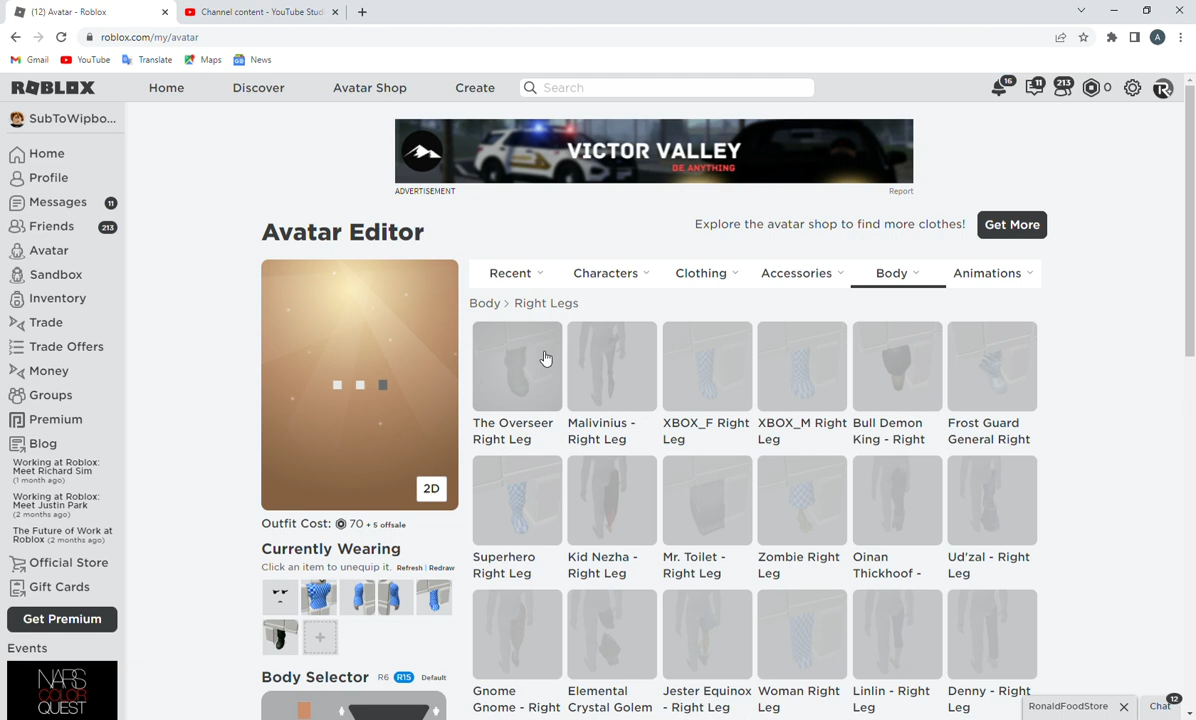 (12) Avatar - Roblox
Channel content - YouTube Studi
roblox.com/my/avatar
A
Gmail
YouTube
Translate
Maps
News
ROBLOX
Home
Discover
Avatar Shop
Create
Search
16
11
213
0
SubToWipbo...
Home
Profile
Messages 11
Friends 213
Avatar
Sandbox
Inventory
Trade
Trade Offers
Money
Groups
Premium
Blog
Working at Roblox:
Meet Richard Sim
(1 month ago)
Working at Roblox:
Meet Justin Park
(2 months ago)
The Future of Work at
Roblox (2 months ago)
Official Store
Gift Cards
Get Premium
Events
NARS
COLOR
QUEST
VICTOR VALLEY
BE ANYTHING
ADVERTISEMENT
Report
Avatar Editor
Explore the avatar shop to find more clothes!
Get More
2D
Outfit Cost: 70 + 5 offsale
Currently Wearing
Click an item to unequip it. Refresh | Redraw
Body Selector R6 R15 Default
Recent
Characters
Clothing
Accessories
Body
Animations
Body > Right Legs
The Overseer
Right Leg
Malivinius -
Right Leg
XBOX_F Right
Leg
XBOX_M Right
Leg
Bull Demon
King - Right
Frost Guard
General Right
Superhero
Right Leg
Kid Nezha -
Right Leg
Mr. Toilet -
Right Leg
Zombie Right
Leg
Oinan
Thickhoof -
Ud'zal - Right
Leg
Gnome
Gnome - Right
Elemental
Crystal Golem
Jester Equinox
- Right Leg
Woman Right
Leg
Linlin - Right
Leg
Denny - Right
Leg
RonaldFoodStore
Chat 12